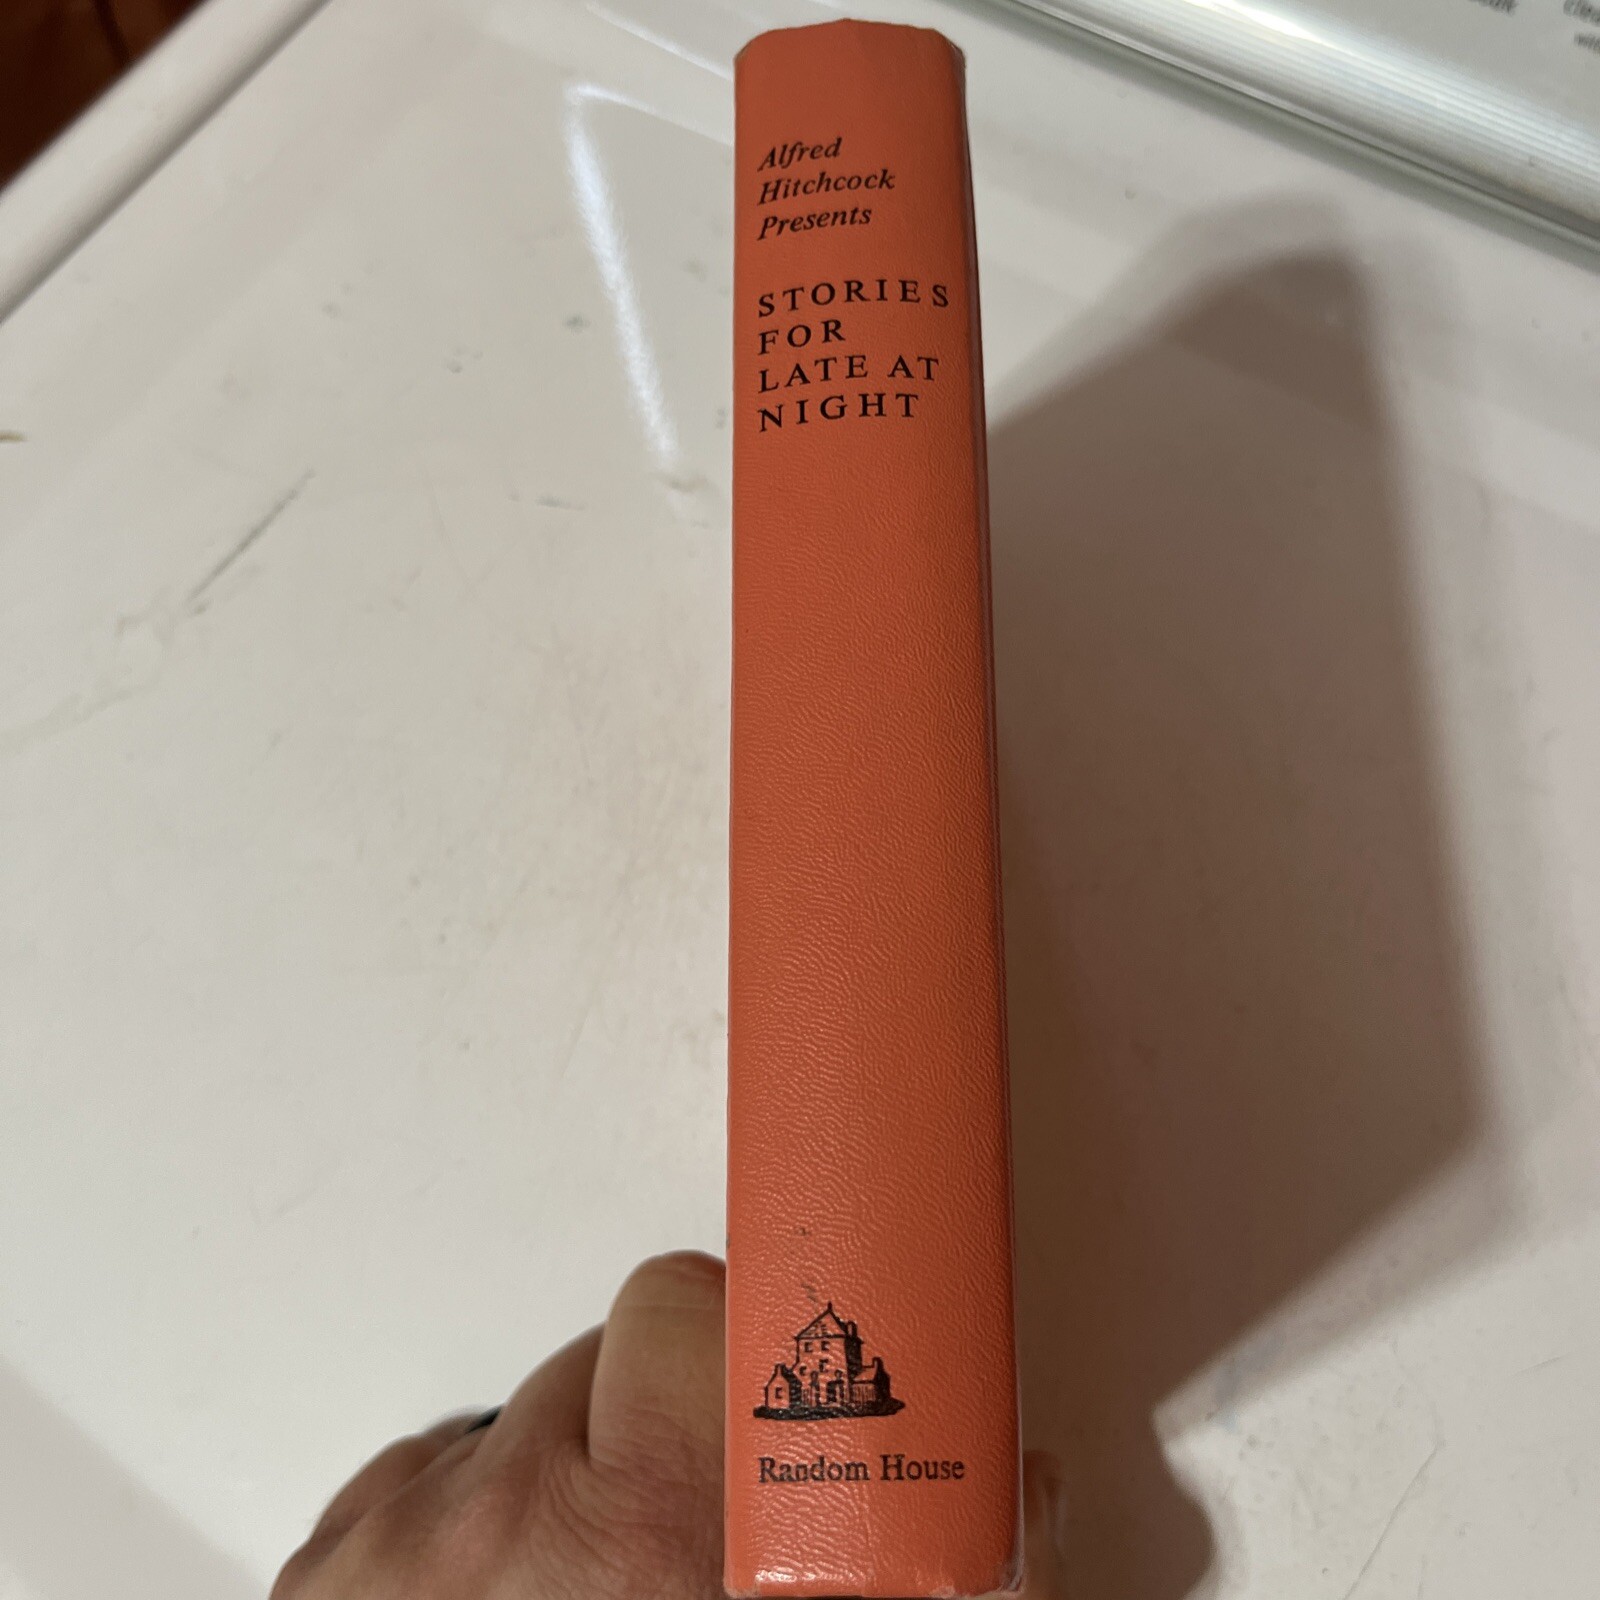 Alfred
Hitchcock
Presents
STORIES
FOR
LATE AT
NIGHT
Random House